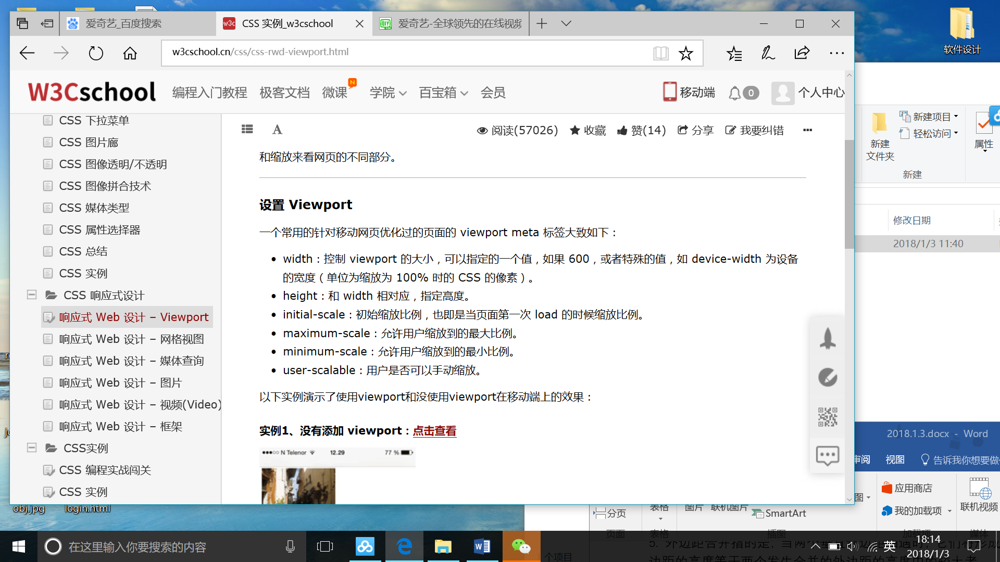 爱奇艺_百度搜索
w3c CSS 实例_w3cschool
爱奇艺-全球领先的在线视频
w3cschool.cn/css/css-rwd-viewport.html
W3Cschool 编程入门教程 极客文档 微课 N 学院 百宝箱 会员 移动端 0 个人中心
CSS 下拉菜单
CSS 图片廊
CSS 图像透明/不透明
CSS 图像拼合技术
CSS 媒体类型
CSS 属性选择器
CSS 总结
CSS 实例
CSS 响应式设计
响应式 Web 设计 – Viewport
响应式 Web 设计 – 网格视图
响应式 Web 设计 – 媒体查询
响应式 Web 设计 – 图片
响应式 Web 设计 – 视频(Video)
响应式 Web 设计 – 框架
CSS实例
CSS 编程实战闯关
CSS 实例
阅读(57026) 收藏 赞(14) 分享 我要纠错
和缩放来看网页的不同部分。
设置 Viewport
一个常用的针对移动网页优化过的页面的 viewport meta 标签大致如下：
width：控制 viewport 的大小，可以指定的一个值，如果 600，或者特殊的值，如 device-width 为设备
的宽度（单位为缩放为 100% 时的 CSS 的像素）。
height：和 width 相对应，指定高度。
initial-scale：初始缩放比例，也即是当页面第一次 load 的时候缩放比例。
maximum-scale：允许用户缩放到的最大比例。
minimum-scale：允许用户缩放到的最小比例。
user-scalable：用户是否可以手动缩放。
以下实例演示了使用viewport和没使用viewport在移动端上的效果：
实例1、没有添加 viewport：点击查看
N Telenor 12.29 77 %
软件设计
新建项目
轻松访问
新建
文件夹
属性
新建
修改日期
2018/1/3 11:40
2018.1.3.docx - Word
审阅 视图 告诉我你想要做
应用商店
我的加载项
联机视频
图
分页
表格
图片
联机图片
SmartArt
页面
表格
插图
加载项
媒体
obj.jpg
login.html
个项目
在这里输入你要搜索的内容
英
18:14
2018/1/3